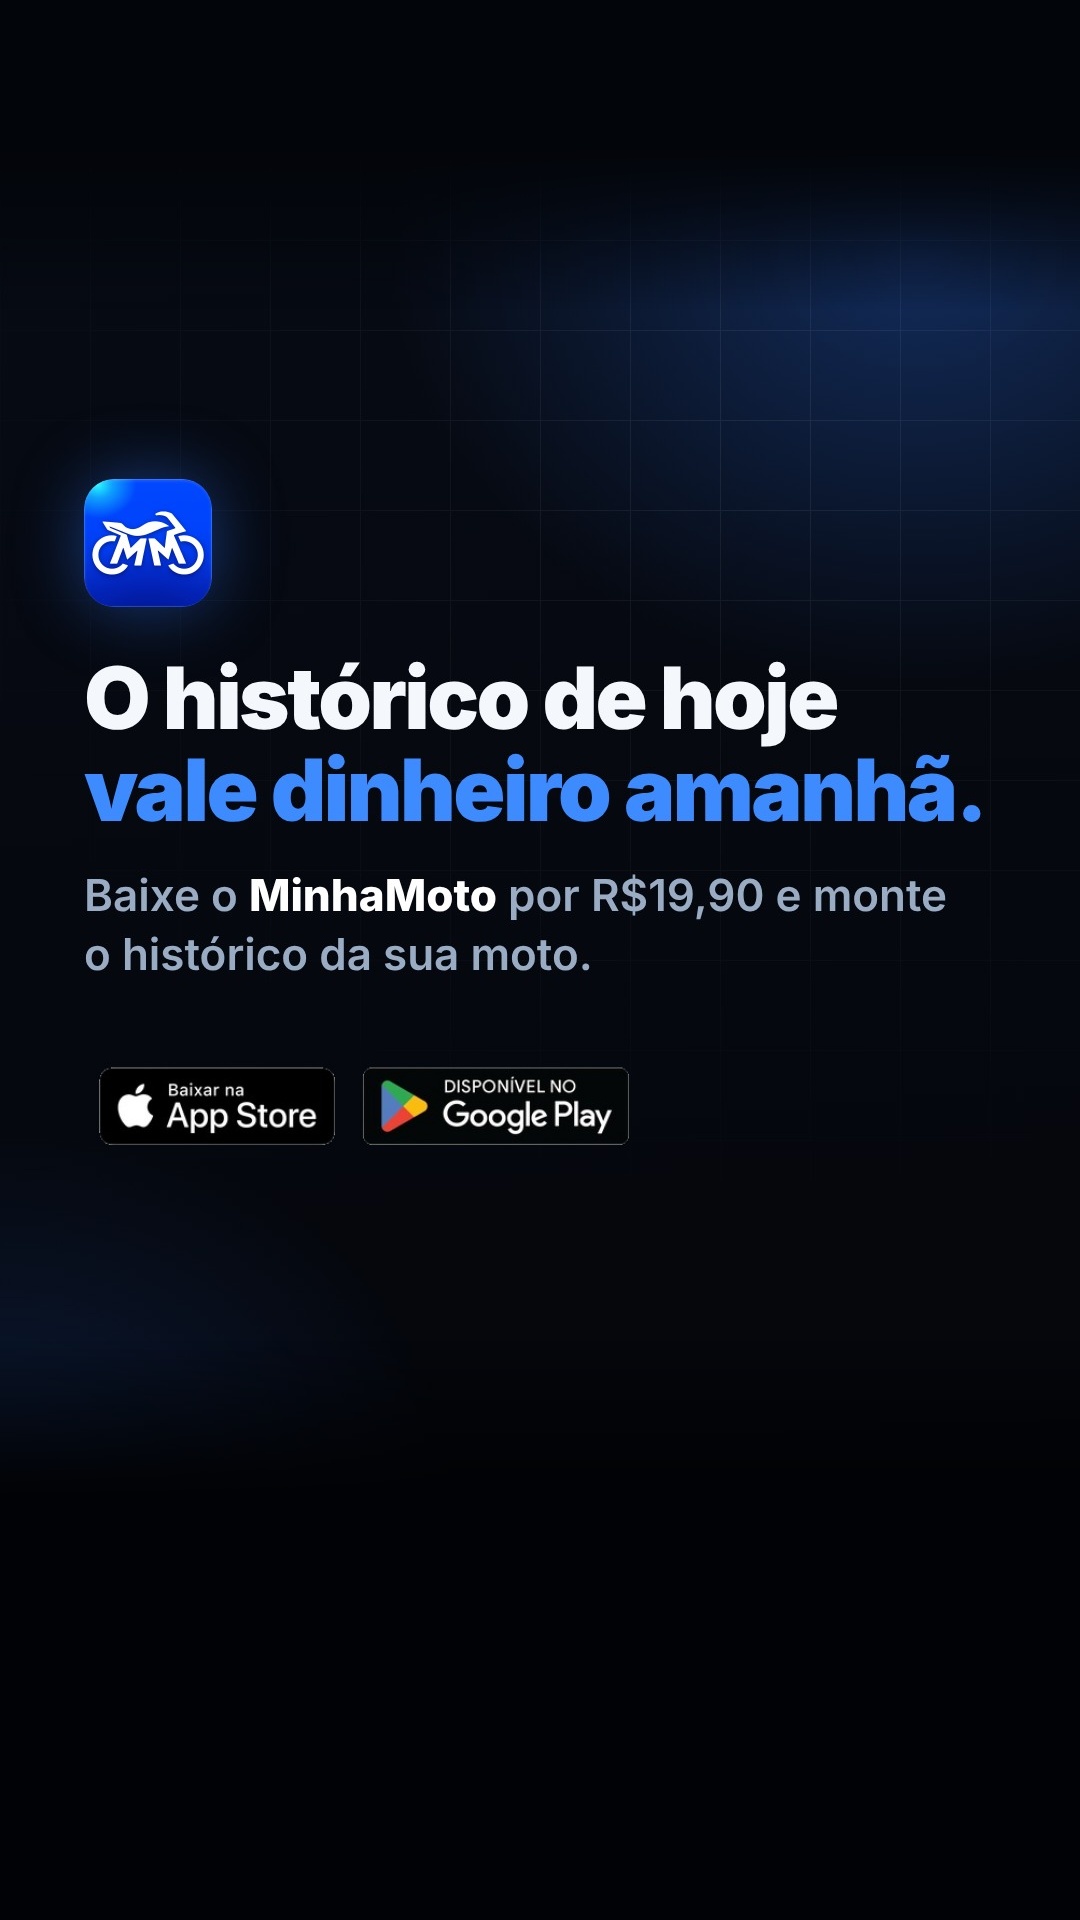 MM
O histórico de hoje
vale dinheiro amanhã.
Baixe o MinhaMoto por R$19,90 e monte
o histórico da sua moto.
Baixar na
App Store
DISPONÍVEL NO
Google Play